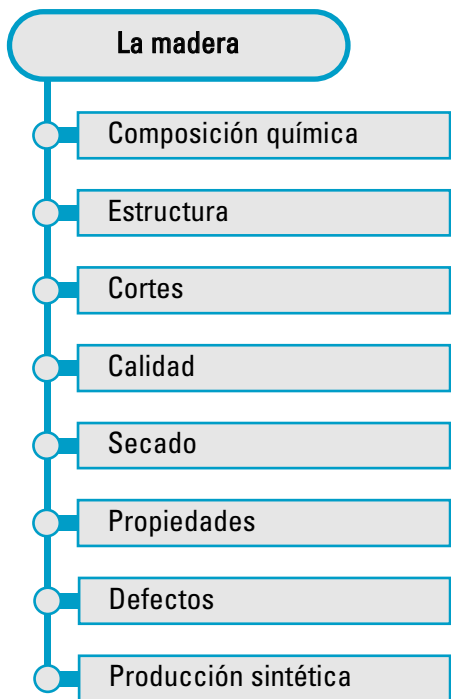 La madera
Composición química
Estructura
Cortes
Calidad
Secado
Propiedades
Defectos
Producción sintética